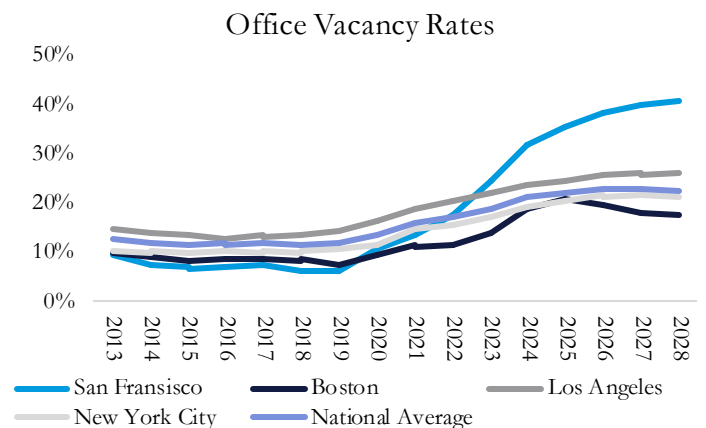 Office Vacancy Rates
50%
40%
30%
20%
10%
0%
2013 2014 2015 2016 2017 2018 2019 2020 2021 2022 2023 2024 2025 2026 2027 2028
San Fransisco Boston Los Angeles
New York City National Average